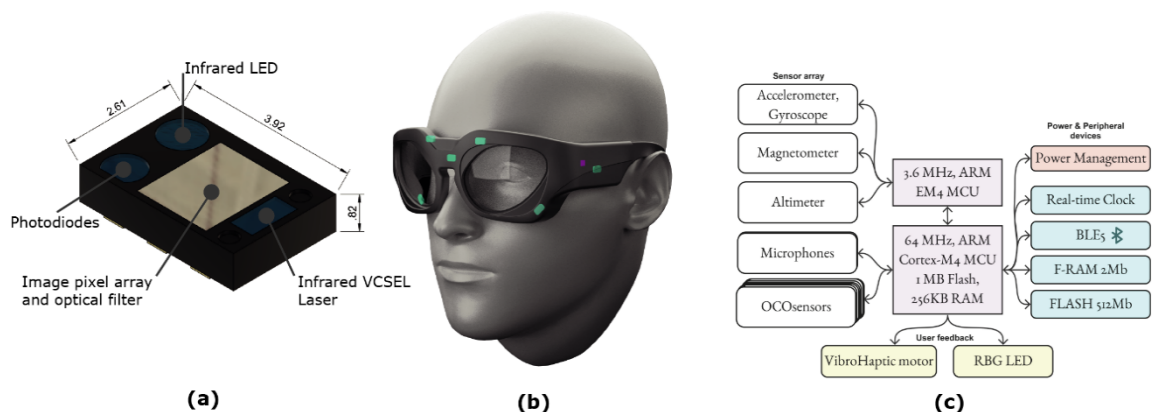 Infrared LED
2.61
3.92
.82
Photodiodes
Image pixel array
and optical filter
Infrared VCSEL
Laser
(a)
(b)
Sensor array
Accelerometer,
Gyroscope
Magnetometer
Altimeter
Microphones
OCOsensors
3.6 MHz, ARM
EM4 MCU
64 MHz, ARM
Cortex-M4 MCU
1 MB Flash,
256KB RAM
Power & Peripheral
devices
Power Management
Real-time Clock
BLE5
F-RAM 2Mb
FLASH 512Mb
User feedback
VibroHaptic motor
RBG LED
(c)